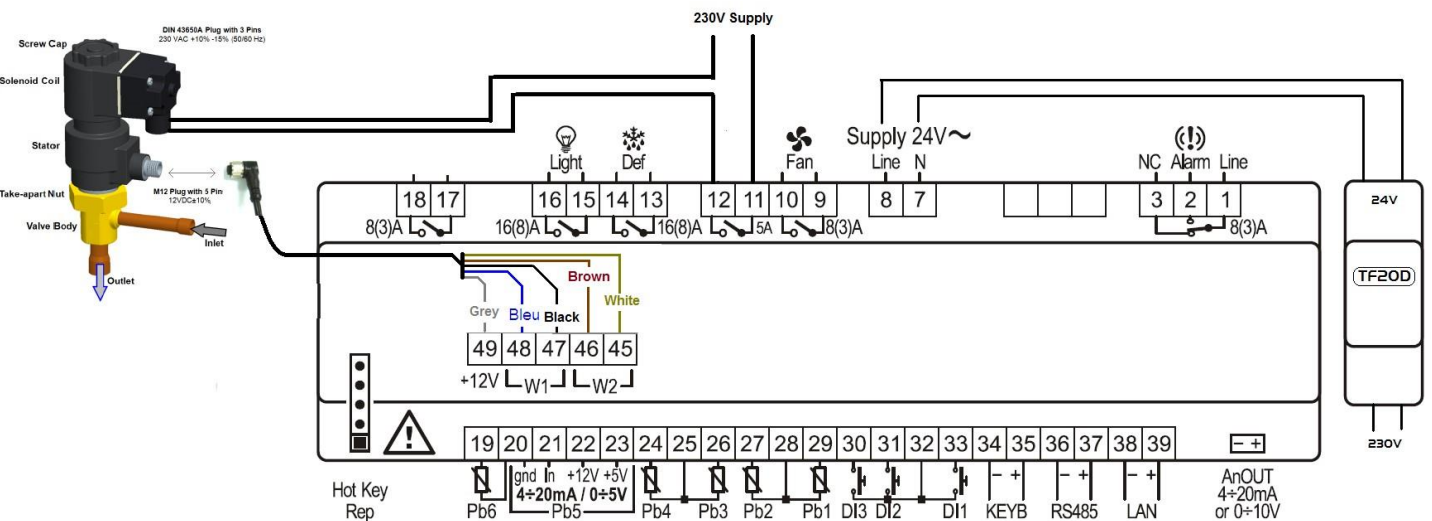 230V Supply
DIN 43650A Plug with 3 Pins
230 VAC +10% -15% (50/60 Hz)
Screw Cap
Solenoid Coil
Stator
M12 Plug with 5 Pin
12VDC±10%
Take-apart Nut
Valve Body
Inlet
Outlet
Light
Def
Fan
Supply 24V~
Line N
NC Alarm Line
18 17 16 15 14 13 12 11 10 9 8 7 3 2 1
8(3)A 16(8)A 16(8)A 5A 8(3)A 8(3)A
24V
TF20D
230V
Brown
White
Grey Bleu Black
49 48 47 46 45
+12V W1 W2
19 20 21 22 23 24 25 26 27 28 29 30 31 32 33 34 35 36 37 38 39
- +
gnd In +12V +5V
4÷20mA / 0÷5V
- + - + - +
Pb6 Pb5 Pb4 Pb3 Pb2 Pb1 DI3 DI2 DI1 KEYB RS485 LAN
Hot Key
Rep
AnOUT
4÷20mA
or 0÷10V